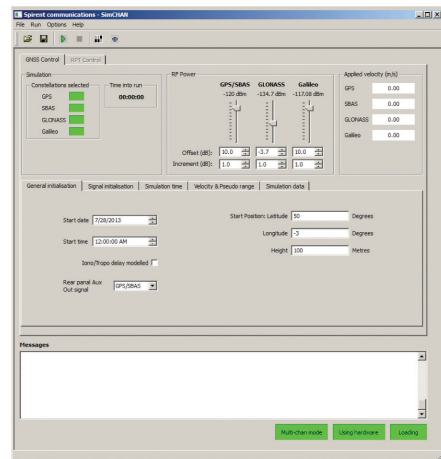 Spirent communications - SimCHAN
File Run Options Help
GNSS Control RPT Control
Simulation
Constellations selected
GPS
SBAS
GLONASS
Galileo
Time into run
00:00:00
RF Power
GPS/SBAS GLONASS Galileo
-120 dBm -134.7 dBm -117.08 dBm
Offset (dB): 10.0 -3.7 10.0
Increment (dB): 1.0 1.0 1.0
Applied velocity (m/s)
GPS 0.00
SBAS 0.00
GLONASS 0.00
Galileo 0.00
General initialisation Signal initialisation Simulation time Velocity & Pseudo range Simulation data
Start date 7/28/2013
Start time 12:00:00 AM
Iono/Tropo delay modelled
Rear panal Aux
Out signal GPS/SBAS
Start Position: Latitude 50 Degrees
Longitude -3 Degrees
Height 100 Metres
Messages
Multi-chan mode Using hardware Loading